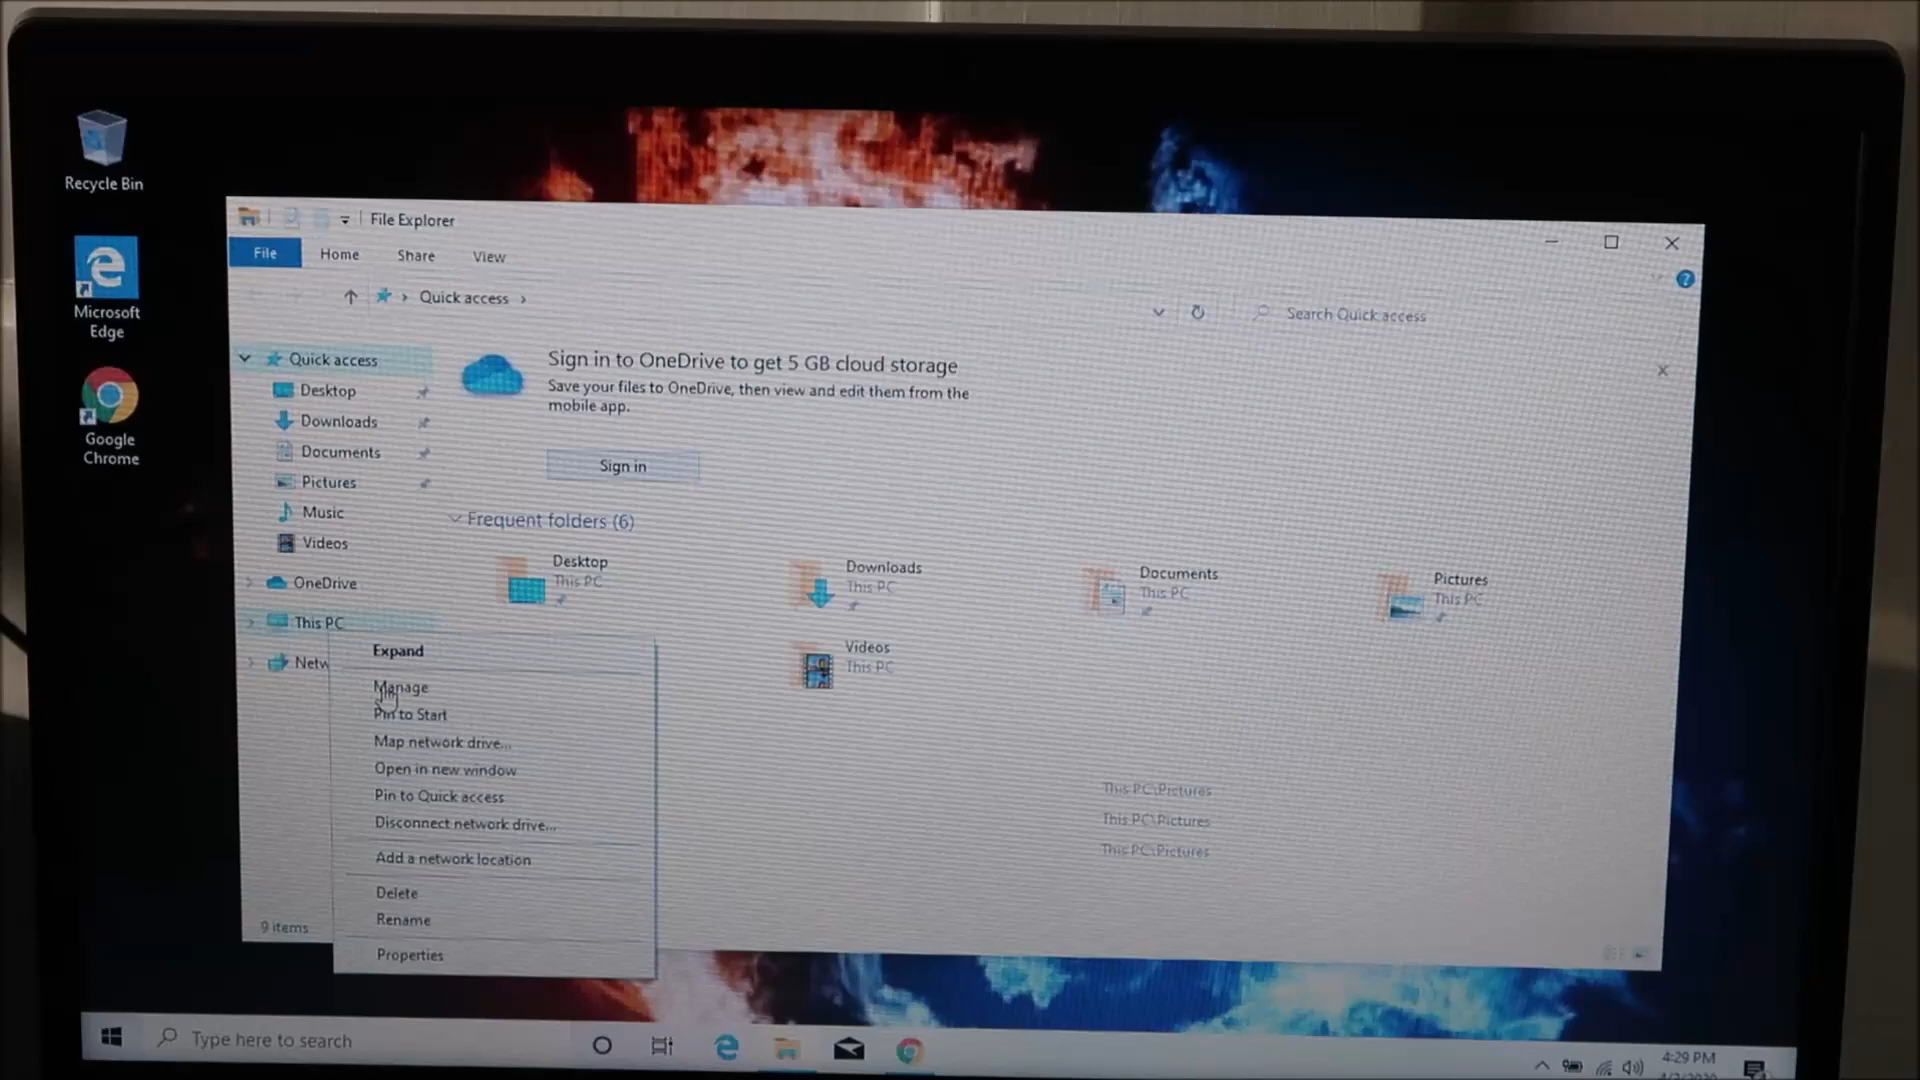 Recycle Bin
Microsoft
Edge
Google
Chrome
File Explorer
File
Home
Share
View
Quick access
Search Quick access
Quick access
Desktop
Downloads
Documents
Pictures
Music
Videos
OneDrive
This PC
Netw
Sign in to OneDrive to get 5 GB cloud storage
Save your files to OneDrive, then view and edit them from the
mobile app.
Sign in
Frequent folders (6)
Desktop
This PC
Downloads
This PC
Documents
This PC
Pictures
This PC
Videos
This PC
Expand
Manage
Pin to Start
Map network drive...
Open in new window
Pin to Quick access
Disconnect network drive...
Add a network location
Delete
Rename
Properties
This PC\Pictures
This PC\Pictures
This PC\Pictures
9 items
Type here to search
4:29 PM